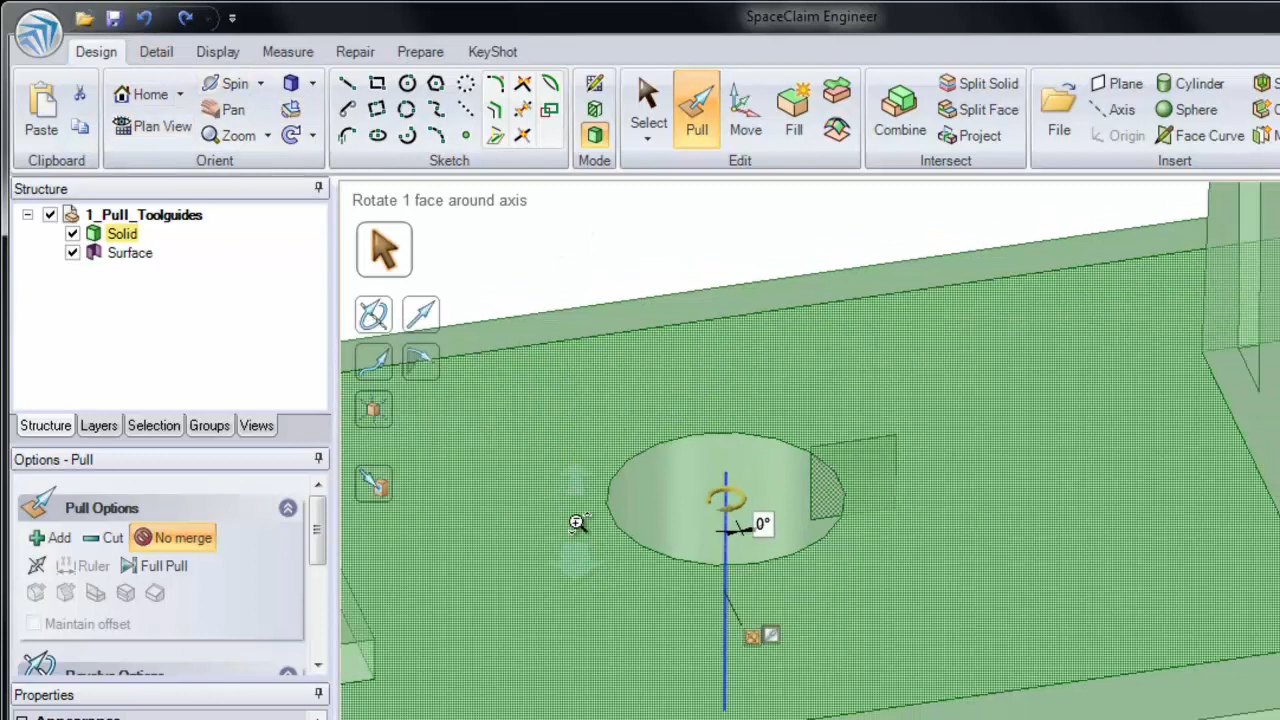 SpaceClaim Engineer
Design Detail Display Measure Repair Prepare KeyShot
Paste
Clipboard
Home Spin
Plan View Pan
Zoom
Orient
Sketch
Mode
Select Pull Move Fill
Edit
Combine Split Solid
Split Face
Project
Intersect
File Plane Cylinder
Axis Sphere
Origin Face Curve
Insert
Structure
1_Pull_Toolguides
Solid
Surface
Structure Layers Selection Groups Views
Options - Pull
Pull Options
Add Cut No merge
Ruler Full Pull
Maintain offset
Revolve Options
Properties
Appearance
Rotate 1 face around axis
0°